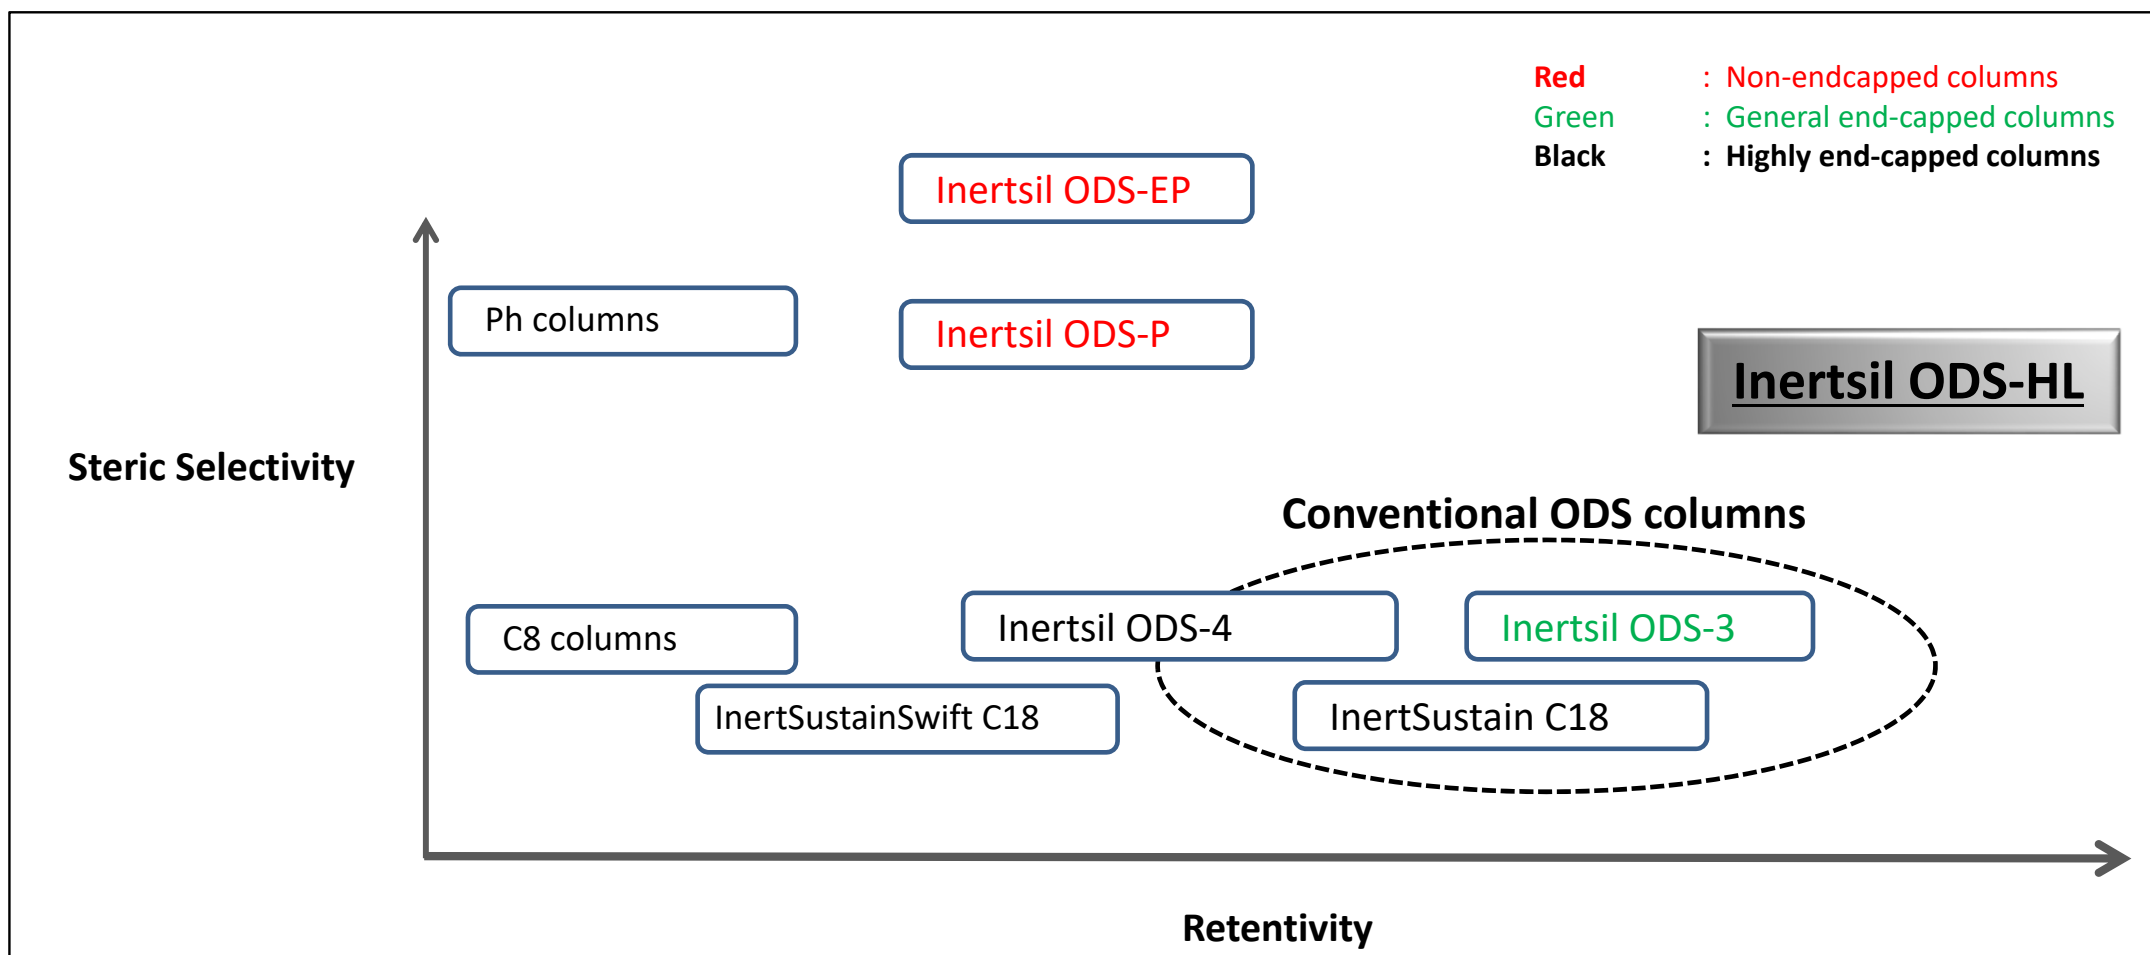 Red : Non-endcapped columns
Green : General end-capped columns
Black : Highly end-capped columns
Inertsil ODS-EP
Ph columns
Inertsil ODS-P
Inertsil ODS-HL
Steric Selectivity
Conventional ODS columns
C8 columns
Inertsil ODS-4
Inertsil ODS-3
InertSustainSwift C18
InertSustain C18
Retentivity